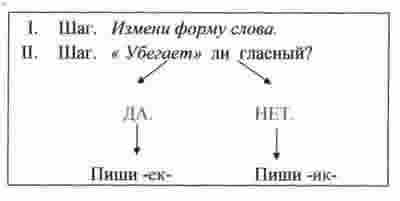 I. Шаг. Измени форму слова.
II. Шаг. « Убегает» ли гласный?
ДА. НЕТ.
Пиши -ек- Пиши -ик-